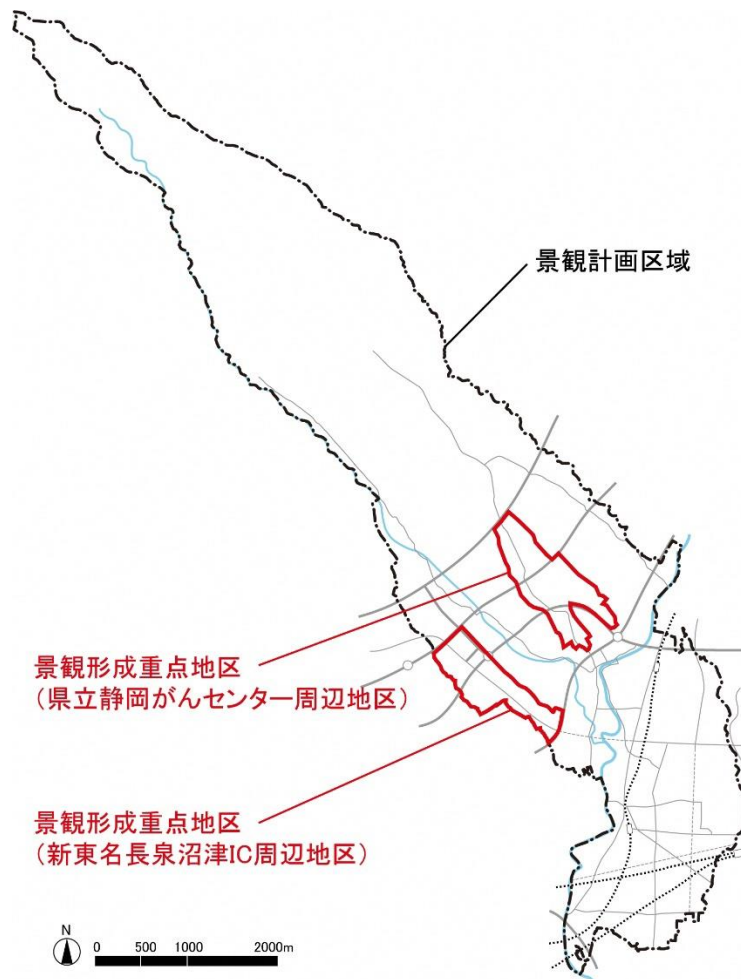 景観計画区域
景観形成重点地区
（県立静岡がんセンター周辺地区）
景観形成重点地区
（新東名長泉沼津IC周辺地区）
N
0 500 1000 2000m